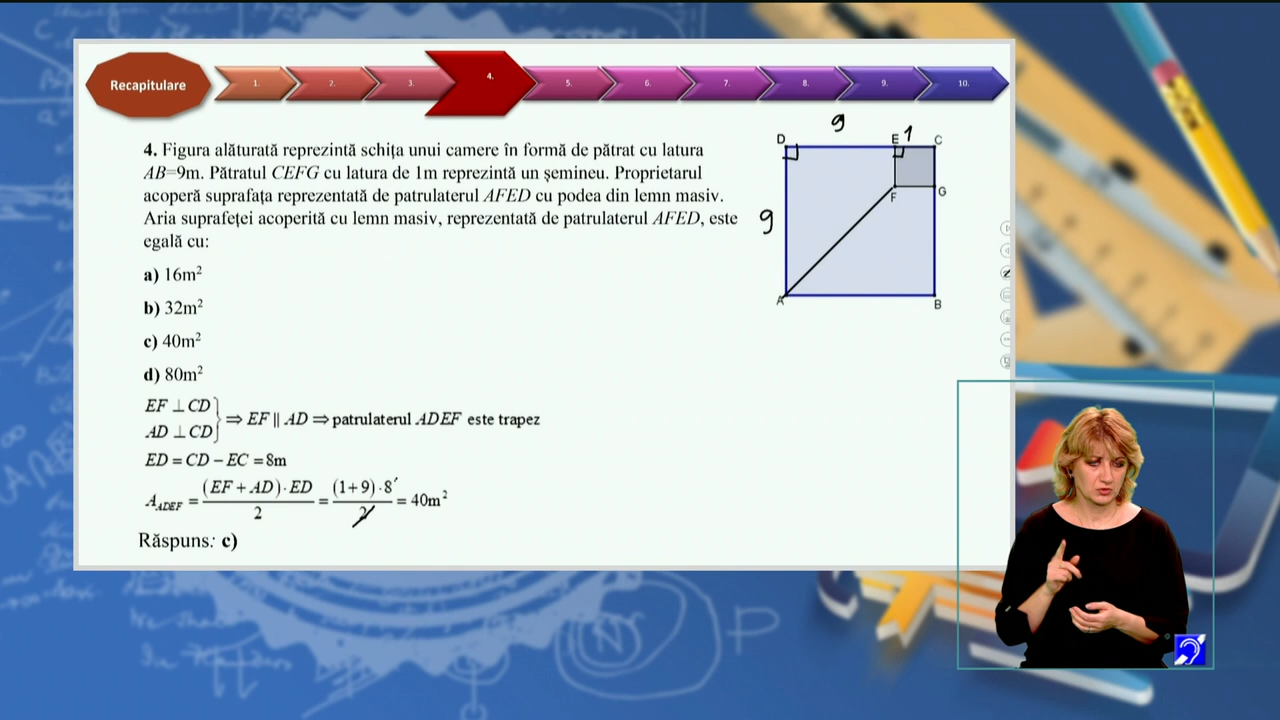 Recapitulare
1. 2. 3. 4. 5. 6. 7. 8. 9. 10.
4. Figura alăturată reprezintă schița unui camere în formă de pătrat cu latura
AB=9m. Pătratul CEFG cu latura de 1m reprezintă un șemineu. Proprietarul
acoperă suprafața reprezentată de patrulaterul AFED cu podea din lemn masiv.
Aria suprafeței acoperită cu lemn masiv, reprezentată de patrulaterul AFED, este
egală cu:
a) 16m²
b) 32m²
c) 40m²
d) 80m²
EF ⊥ CD
AD ⊥ CD} ⇒ EF || AD ⇒ patrulaterul ADEF este trapez
ED = CD − EC = 8m
A_ADEF = (EF + AD)·ED / 2 = (1+9)·8 / 2 = 40m²
Răspuns: c)
9
D E 1 C
F G
9
A B